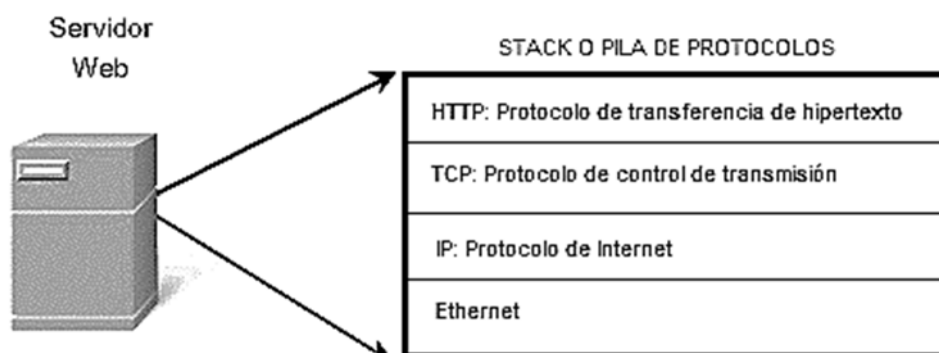 Servidor
Web
STACK O PILA DE PROTOCOLOS
HTTP: Protocolo de transferencia de hipertexto
TCP: Protocolo de control de transmisión
IP: Protocolo de Internet
Ethernet